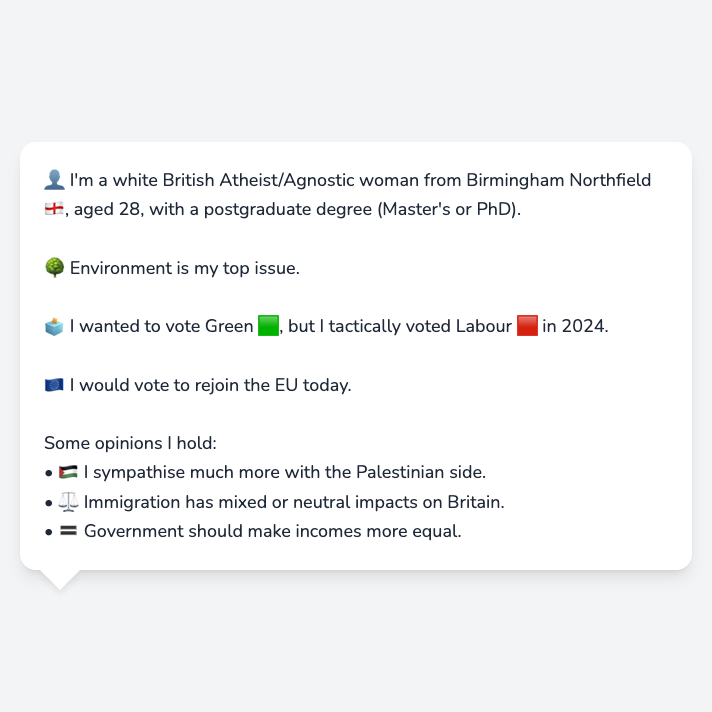 👤 I'm a white British Atheist/Agnostic woman from Birmingham Northfield
🏴󠁧󠁢󠁥󠁮󠁧󠁿, aged 28, with a postgraduate degree (Master's or PhD).
🌳 Environment is my top issue.
🗳️ I wanted to vote Green 🟩, but I tactically voted Labour 🟥 in 2024.
🇪🇺 I would vote to rejoin the EU today.
Some opinions I hold:
• 🇵🇸 I sympathise much more with the Palestinian side.
• ⚖️ Immigration has mixed or neutral impacts on Britain.
• 🟰 Government should make incomes more equal.